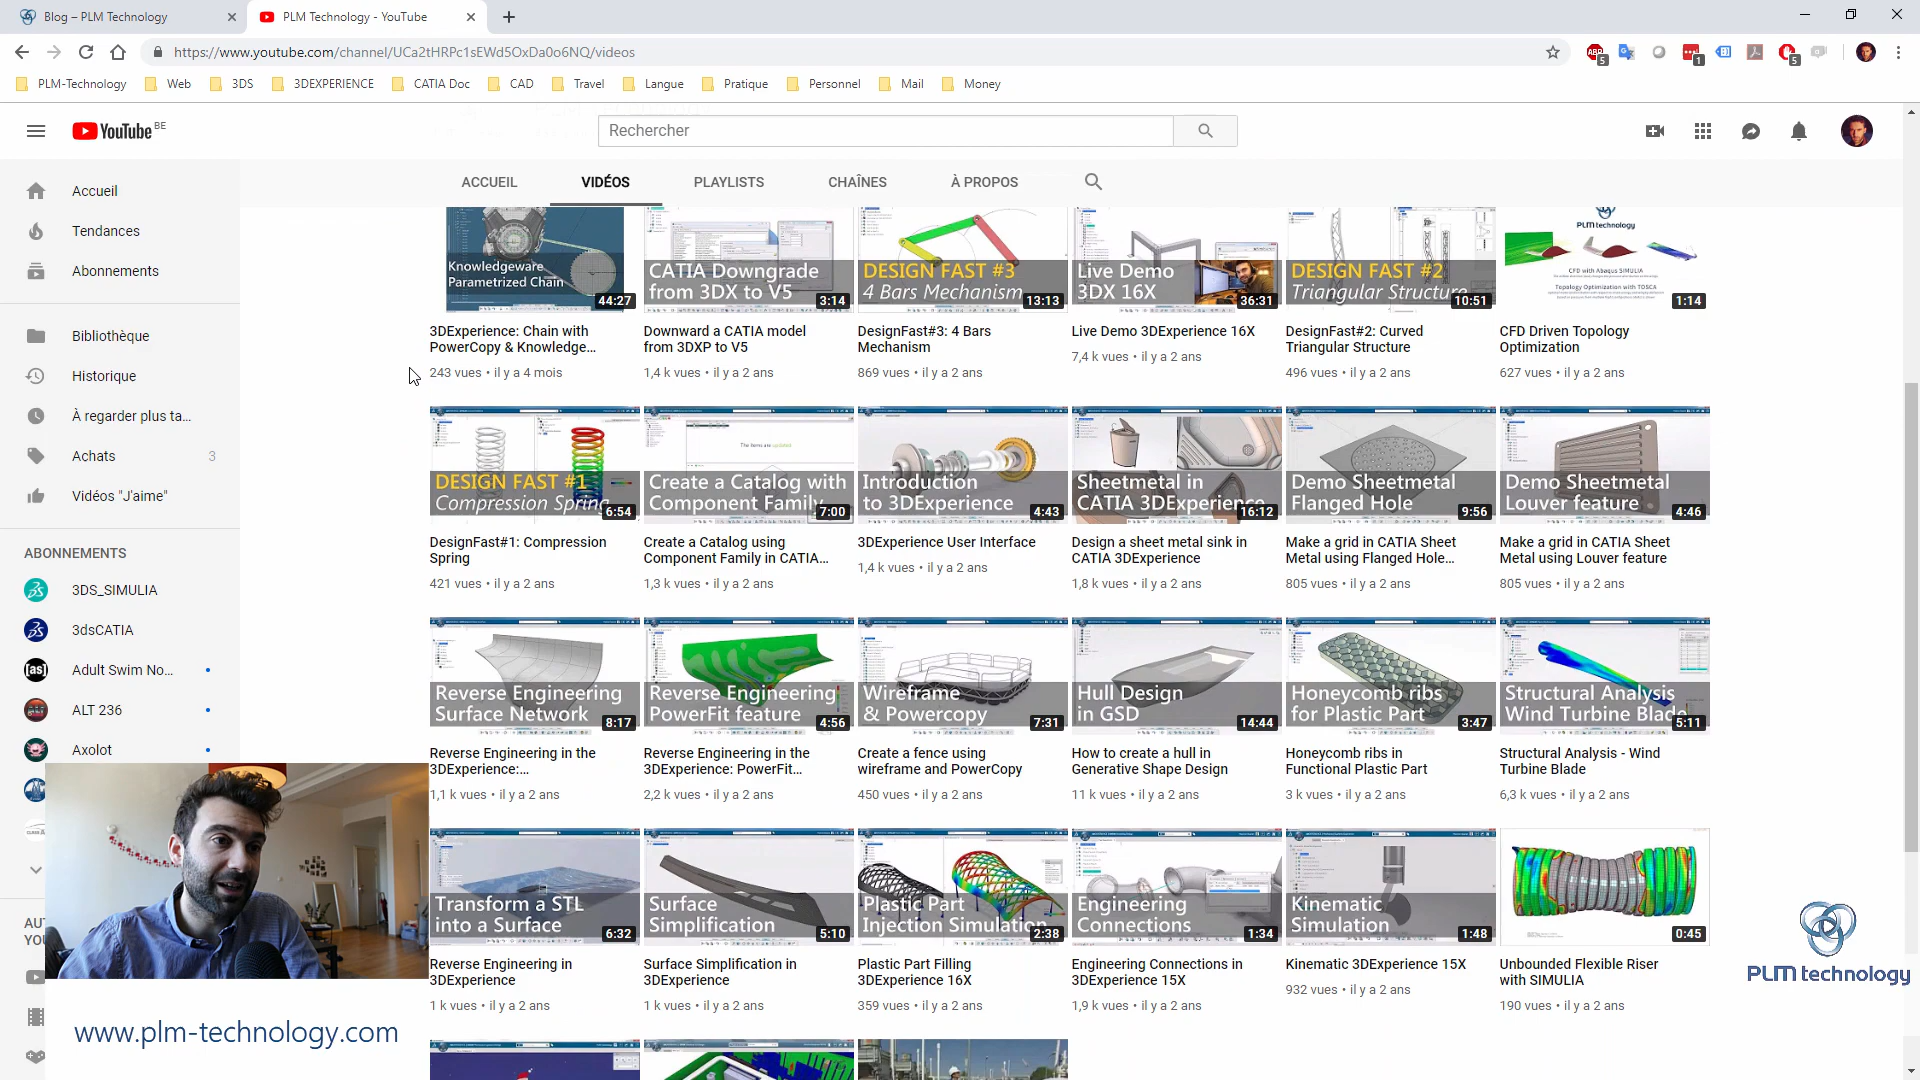 Blog – PLM Technology
PLM Technology - YouTube
https://www.youtube.com/channel/UCa2tHRPc1sEWd5OxDa0o6NQ/videos
PLM-Technology
Web
3DS
3DEXPERIENCE
CATIA Doc
CAD
Travel
Langue
Pratique
Personnel
Mail
Money
YouTube BE
Rechercher
ACCUEIL
VIDÉOS
PLAYLISTS
CHAÎNES
À PROPOS
Accueil
Tendances
Abonnements
Bibliothèque
Historique
À regarder plus ta...
Achats 3
Vidéos "J'aime"
ABONNEMENTS
3DS_SIMULIA
3dsCATIA
Adult Swim No...
ALT 236
Axolot
Knowledgeware
Parametrized Chain
44:27
3DExperience: Chain with
PowerCopy & Knowledge...
243 vues • il y a 4 mois
CATIA Downgrade
from 3DX to V5
3:14
Downward a CATIA model
from 3DXP to V5
1,4 k vues • il y a 2 ans
DESIGN FAST #3
4 Bars Mechanism
13:13
DesignFast#3: 4 Bars
Mechanism
869 vues • il y a 2 ans
Live Demo
3DX 16X
36:31
Live Demo 3DExperience 16X
7,4 k vues • il y a 2 ans
DESIGN FAST #2
Triangular Structure
10:51
DesignFast#2: Curved
Triangular Structure
496 vues • il y a 2 ans
PLM technology
CFD with Abaqus SIMULIA
Topology Optimization with TOSCA
1:14
CFD Driven Topology
Optimization
627 vues • il y a 2 ans
DESIGN FAST #1
Compression Spring
6:54
DesignFast#1: Compression
Spring
421 vues • il y a 2 ans
The items are updated
Create a Catalog with
Component Family
7:00
Create a Catalog using
Component Family in CATIA...
1,3 k vues • il y a 2 ans
Introduction
to 3DExperience
4:43
3DExperience User Interface
1,4 k vues • il y a 2 ans
Sheetmetal in
CATIA 3DExperience
16:12
Design a sheet metal sink in
CATIA 3DExperience
1,8 k vues • il y a 2 ans
Demo Sheetmetal
Flanged Hole
9:56
Make a grid in CATIA Sheet
Metal using Flanged Hole...
805 vues • il y a 2 ans
Demo Sheetmetal
Louver feature
4:46
Make a grid in CATIA Sheet
Metal using Louver feature
805 vues • il y a 2 ans
Reverse Engineering
Surface Network
8:17
Reverse Engineering in the
3DExperience:...
1,1 k vues • il y a 2 ans
Reverse Engineering
PowerFit feature
4:56
Reverse Engineering in the
3DExperience: PowerFit...
2,2 k vues • il y a 2 ans
Wireframe
& Powercopy
7:31
Create a fence using
wireframe and PowerCopy
450 vues • il y a 2 ans
Hull Design
in GSD
14:44
How to create a hull in
Generative Shape Design
11 k vues • il y a 2 ans
Honeycomb ribs
for Plastic Part
3:47
Honeycomb ribs in
Functional Plastic Part
3 k vues • il y a 2 ans
Structural Analysis
Wind Turbine Blade
5:11
Structural Analysis - Wind
Turbine Blade
6,3 k vues • il y a 2 ans
Transform a STL
into a Surface
6:32
Reverse Engineering in
3DExperience
1 k vues • il y a 2 ans
Surface
Simplification
5:10
Surface Simplification in
3DExperience
1 k vues • il y a 2 ans
Plastic Part
Injection Simulation
2:38
Plastic Part Filling
3DExperience 16X
359 vues • il y a 2 ans
Engineering
Connections
1:34
Engineering Connections in
3DExperience 15X
1,9 k vues • il y a 2 ans
Kinematic
Simulation
1:48
Kinematic 3DExperience 15X
932 vues • il y a 2 ans
0:45
Unbounded Flexible Riser
with SIMULIA
190 vues • il y a 2 ans
PLM technology
www.plm-technology.com